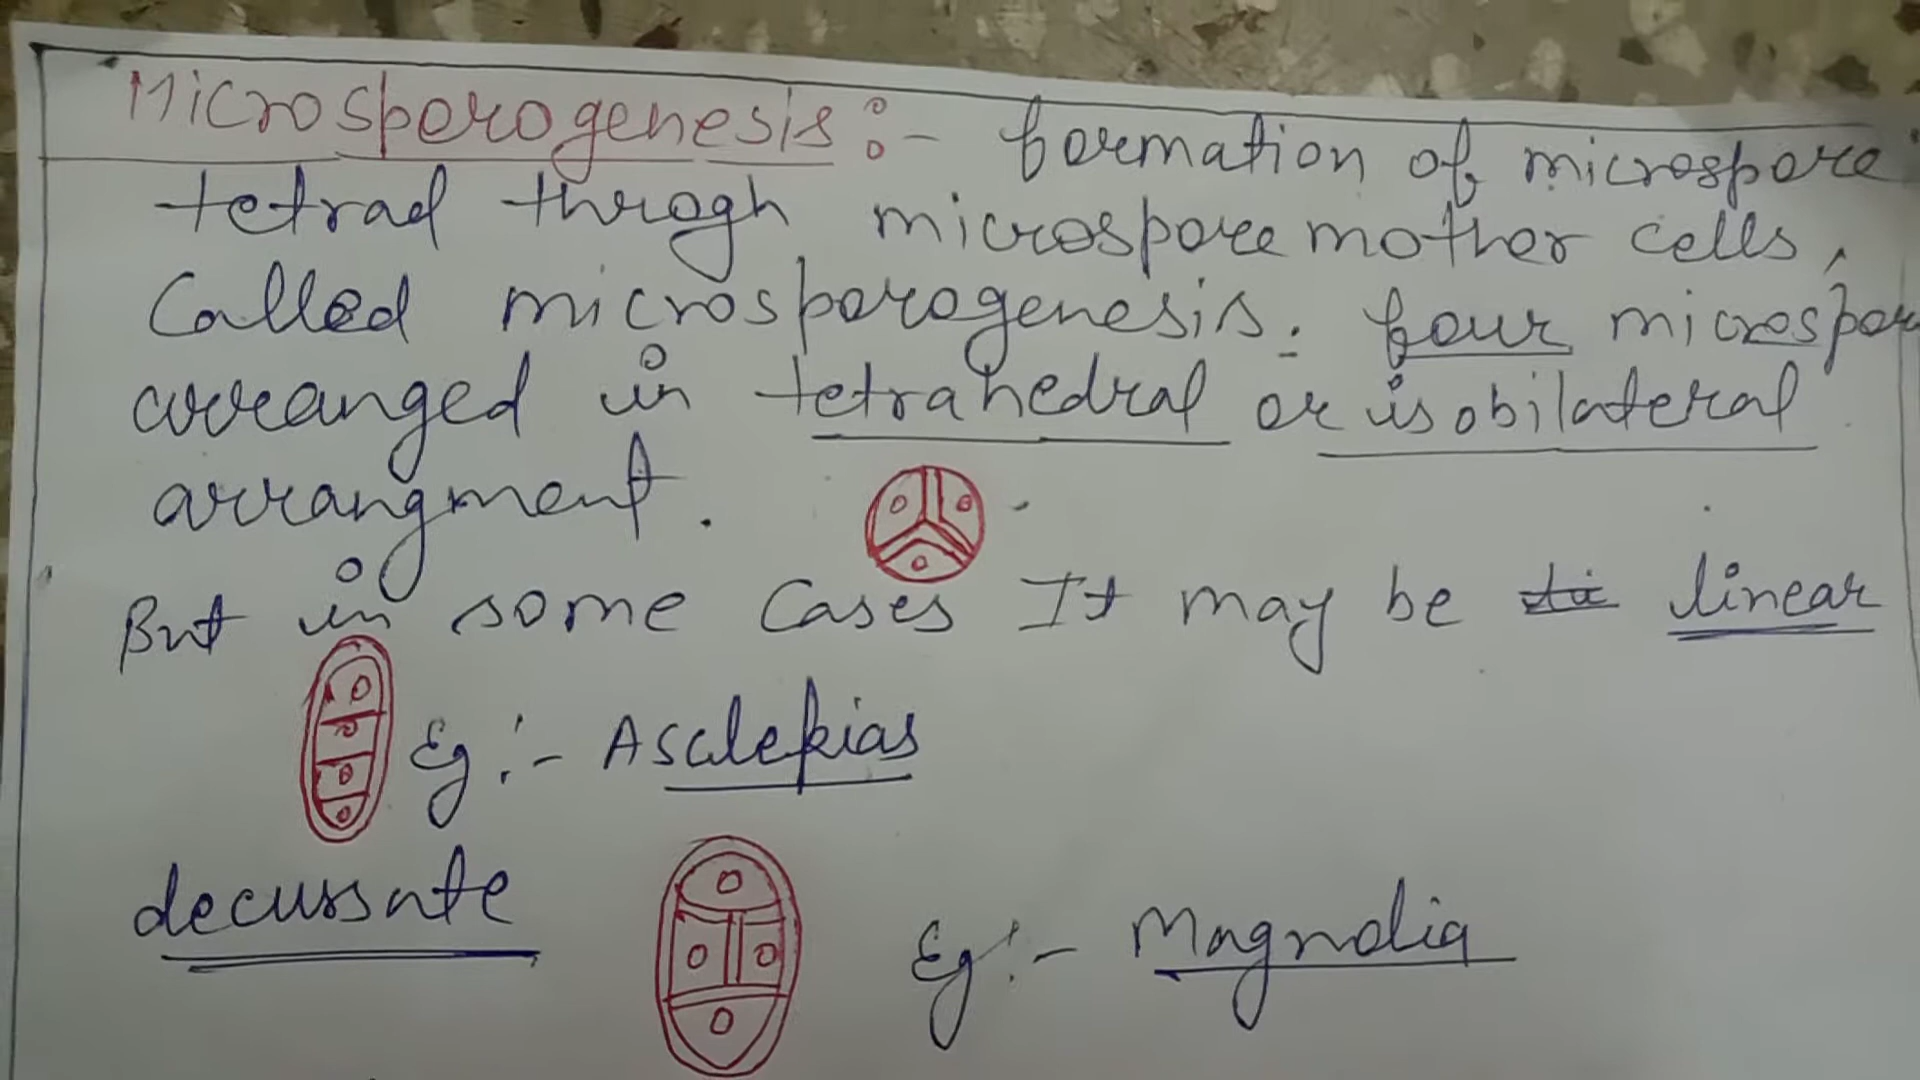 Microsporogenesis :- formation of microspore
tetrad throgh microspore mother cells,
Called microsporogenesis. four microspor
arranged in tetrahedral or isobilateral
arrangment.
But in some Cases It may be linear
Eg :- Asclepias
decussate Eg :- Magnolia